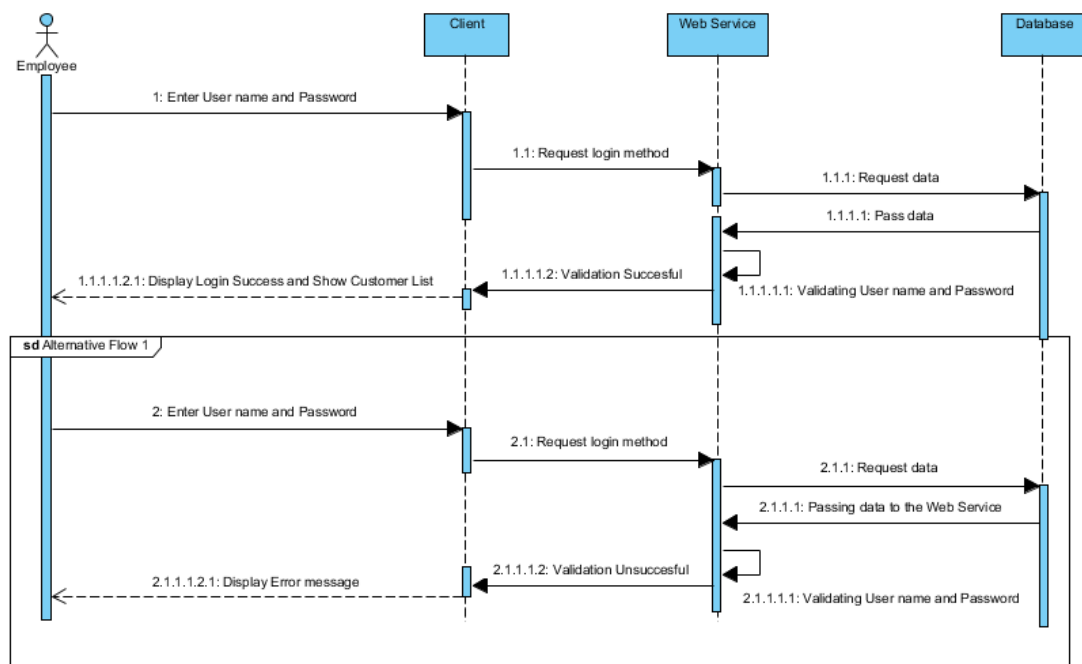 Client
Web Service
Database
Employee
1: Enter User name and Password
1.1: Request login method
1.1.1: Request data
1.1.1.1: Pass data
1.1.1.1.2.1: Display Login Success and Show Customer List
1.1.1.1.2: Validation Succesful
1.1.1.1.1: Validating User name and Password
sd Alternative Flow 1
2: Enter User name and Password
2.1: Request login method
2.1.1: Request data
2.1.1.1: Passing data to the Web Service
2.1.1.1.2: Validation Unsuccesful
2.1.1.1.2.1: Display Error message
2.1.1.1.1: Validating User name and Password